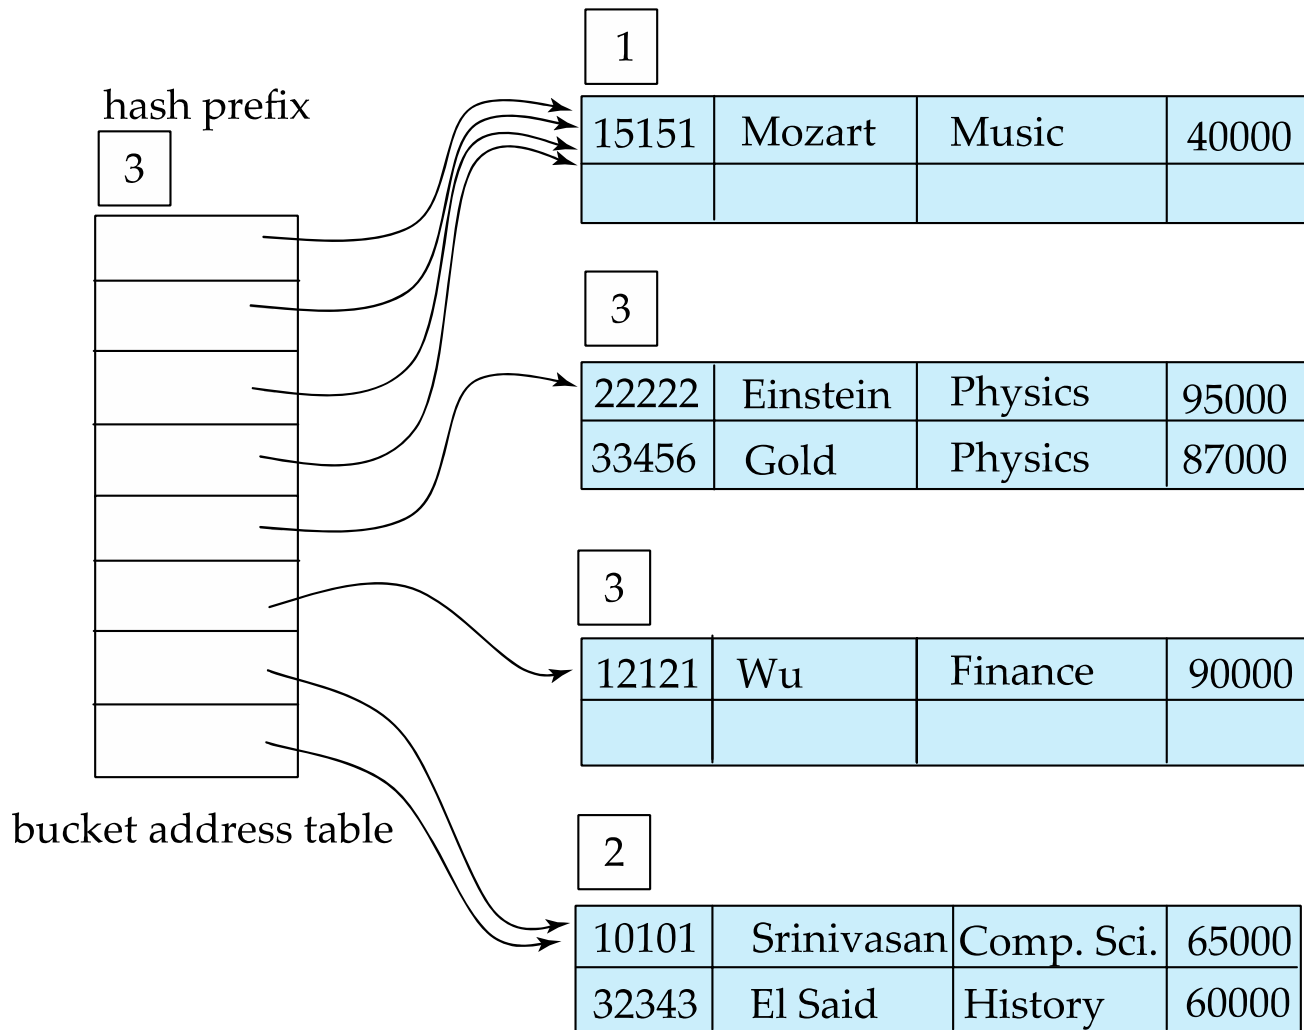 hash prefix
3
bucket address table
1
15151 Mozart Music 40000
3
22222 Einstein Physics 95000
33456 Gold Physics 87000
3
12121 Wu Finance 90000
2
10101 Srinivasan Comp. Sci. 65000
32343 El Said History 60000